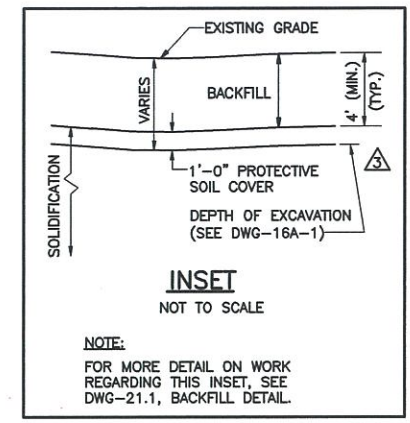 EXISTING GRADE
VARIES
BACKFILL
4' (MIN.)
(TYP.)
3
SOLIDIFICATION
1'-0" PROTECTIVE
SOIL COVER
DEPTH OF EXCAVATION
(SEE DWG-16A-1)
INSET
NOT TO SCALE
NOTE:
FOR MORE DETAIL ON WORK
REGARDING THIS INSET, SEE
DWG-21.1, BACKFILL DETAIL.